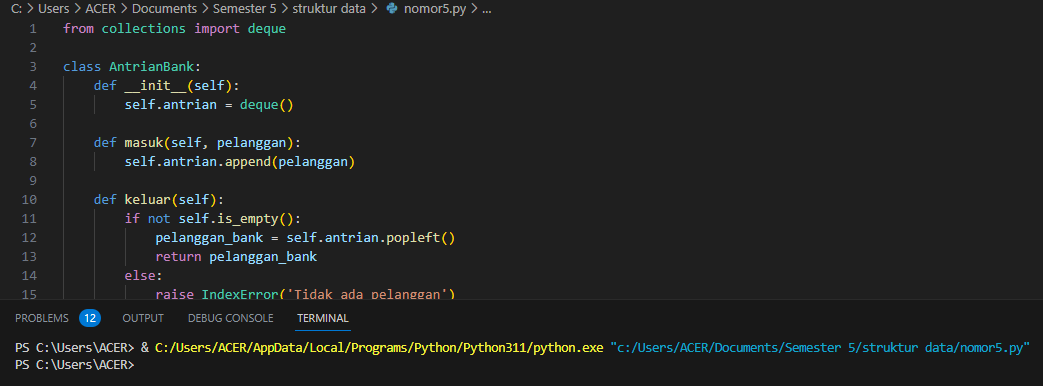 C: > Users > ACER > Documents > Semester 5 > struktur data > nomor5.py > ...
1 from collections import deque
2
3 class AntrianBank:
4     def __init__(self):
5         self.antrian = deque()
6
7     def masuk(self, pelanggan):
8         self.antrian.append(pelanggan)
9
10     def keluar(self):
11         if not self.is_empty():
12             pelanggan_bank = self.antrian.popleft()
13             return pelanggan_bank
14         else:
15             raise IndexError('Tidak ada pelanggan')
PROBLEMS 12 OUTPUT DEBUG CONSOLE TERMINAL
PS C:\Users\ACER> & C:/Users/ACER/AppData/Local/Programs/Python/Python311/python.exe "c:/Users/ACER/Documents/Semester 5/struktur data/nomor5.py"
PS C:\Users\ACER>